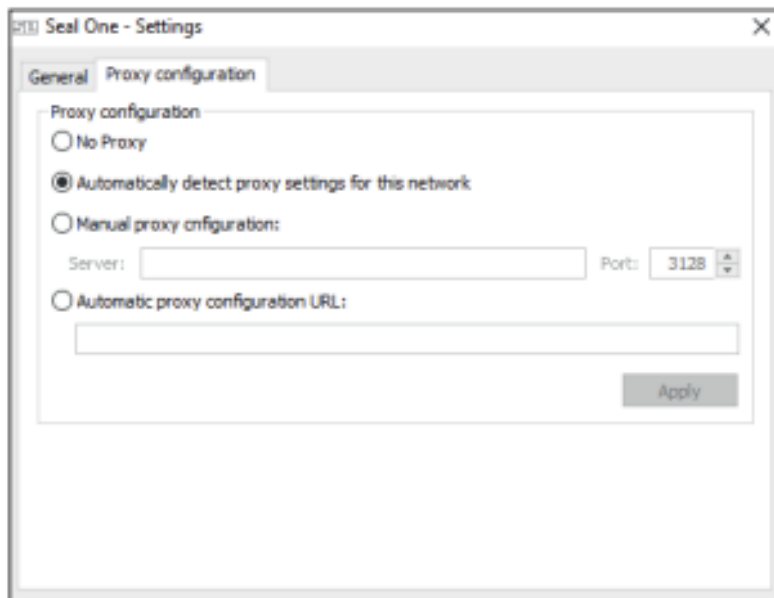 Seal One - Settings
General Proxy configuration
Proxy configuration
No Proxy
Automatically detect proxy settings for this network
Manual proxy cnfiguration:
Server: Port: 3128
Automatic proxy configuration URL:
Apply